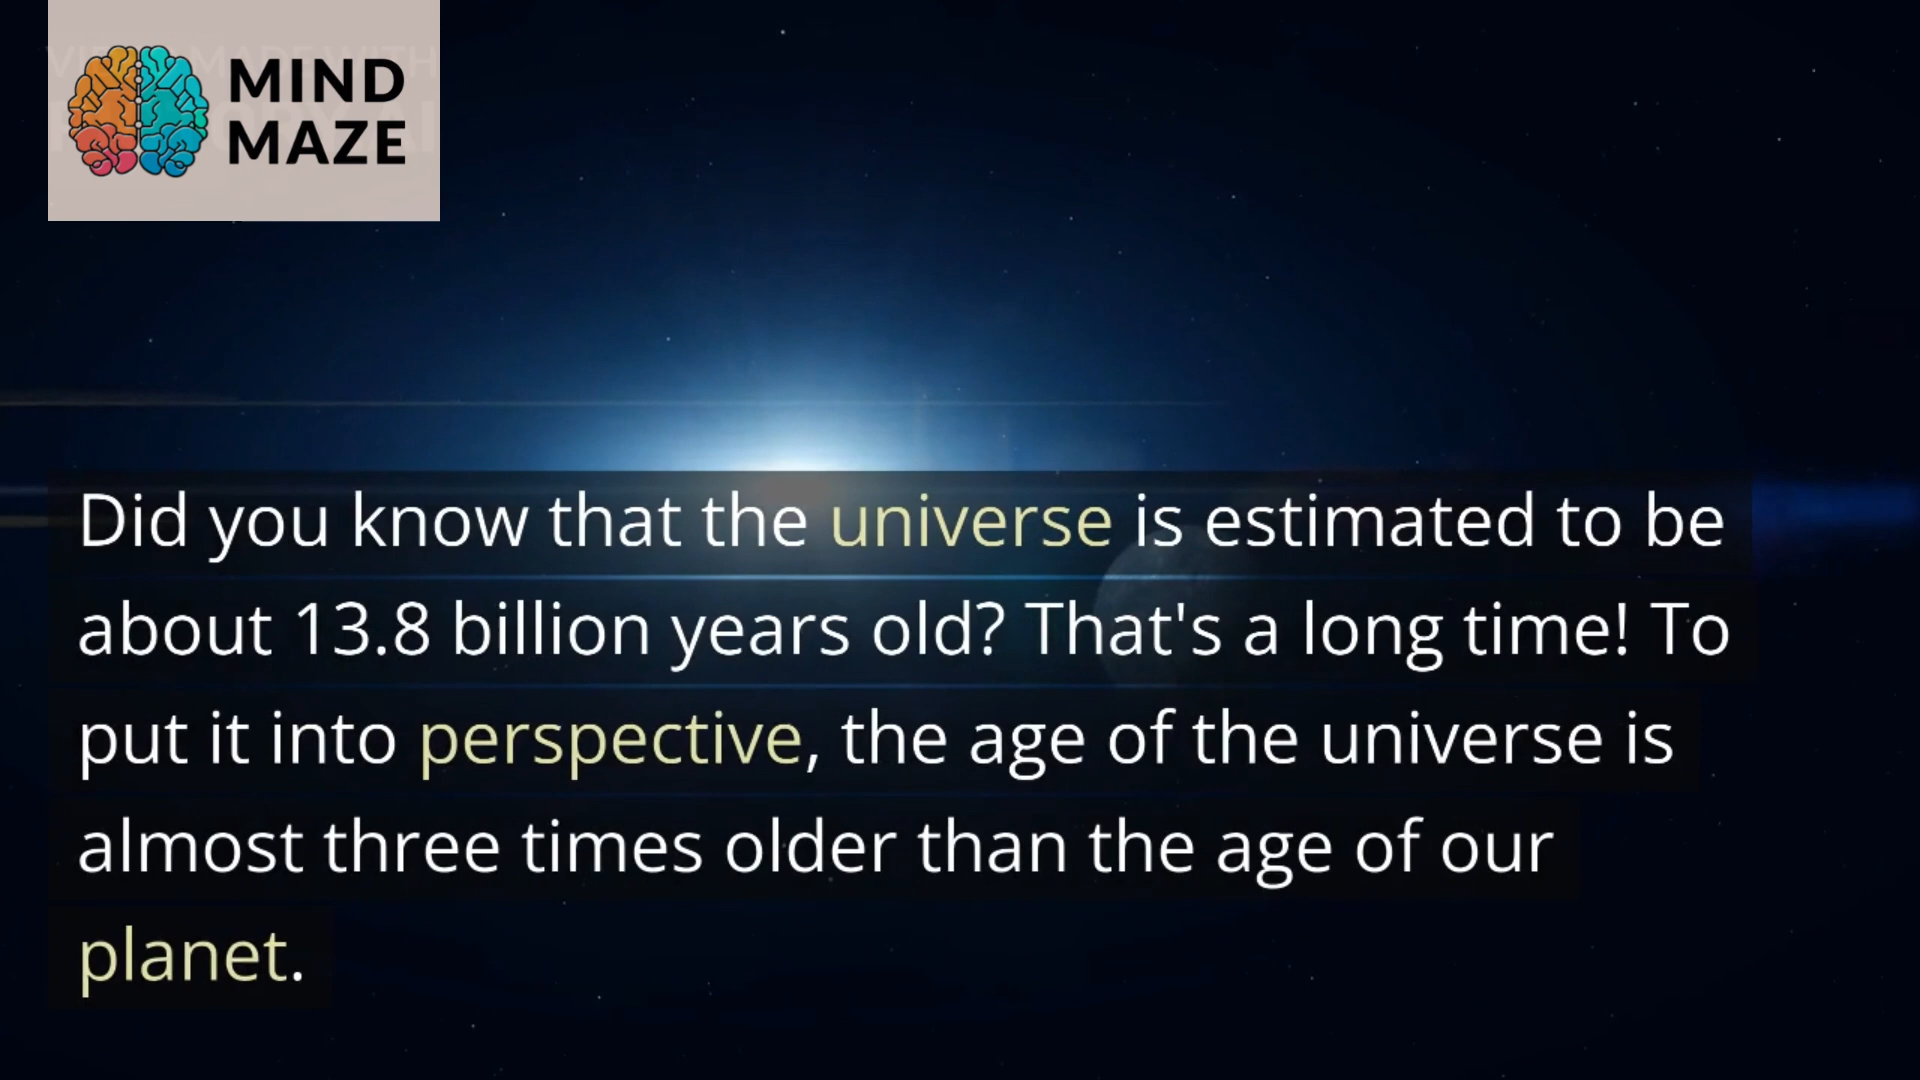 MIND
MAZE
Did you know that the universe is estimated to be
about 13.8 billion years old? That's a long time! To
put it into perspective, the age of the universe is
almost three times older than the age of our
planet.